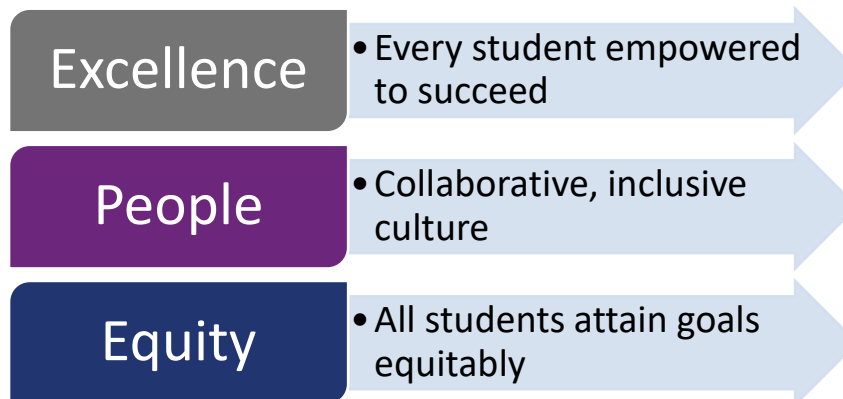 Excellence
• Every student empowered
to succeed
People
• Collaborative, inclusive
culture
Equity
• All students attain goals
equitably